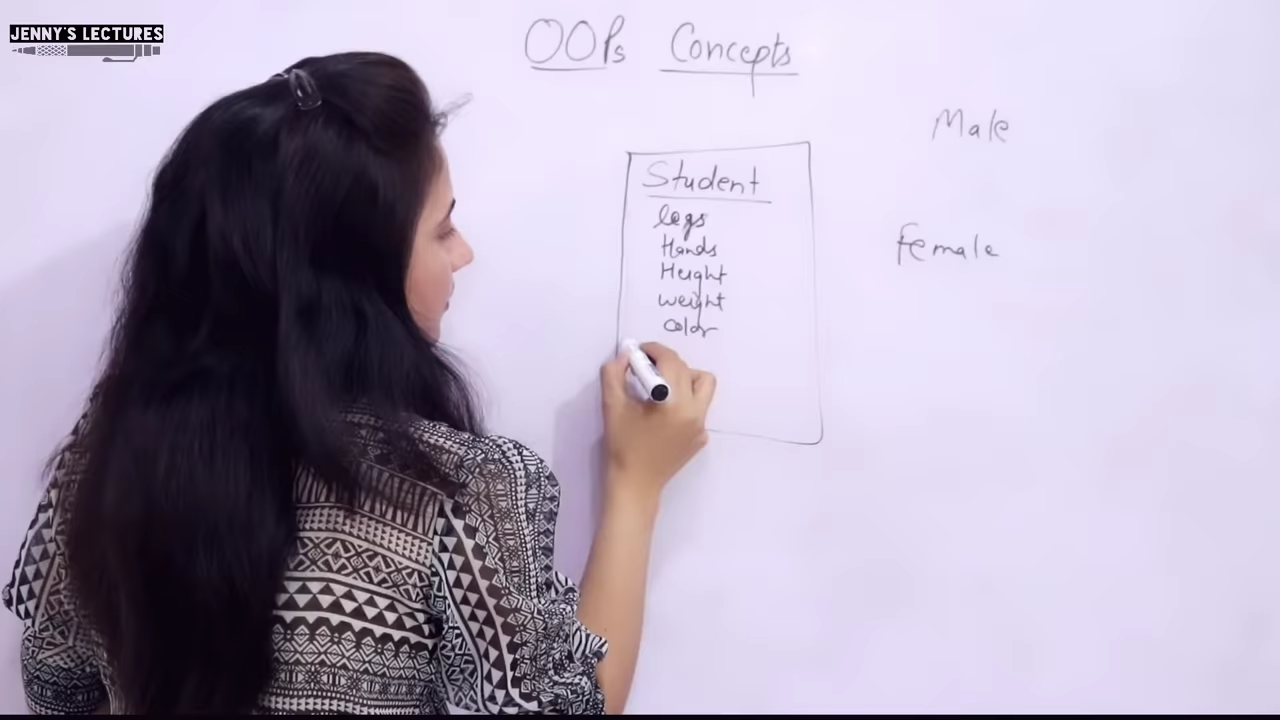 JENNY'S LECTURES
OOPs Concepts
Male
Student
legs
Hands
Female
Height
weight
color